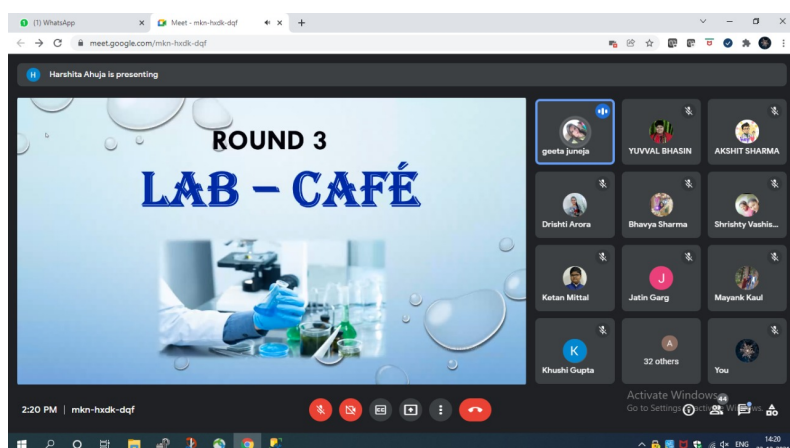 (1) WhatsApp
Meet - mkn-hxdk-dqf
meet.google.com/mkn-hxdk-dqf
H Harshita Ahuja is presenting
ROUND 3
LAB – CAFÉ
geeta juneja
YUVVAL BHASIN
AKSHIT SHARMA
Drishti Arora
Bhavya Sharma
Shrishty Vashis...
Ketan Mittal
J
Jatin Garg
Mayank Kaul
K
Khushi Gupta
A
32 others
You
2:20 PM | mkn-hxdk-dqf
CC
44
Activate Windows
Go to Settings
ENG
14:20